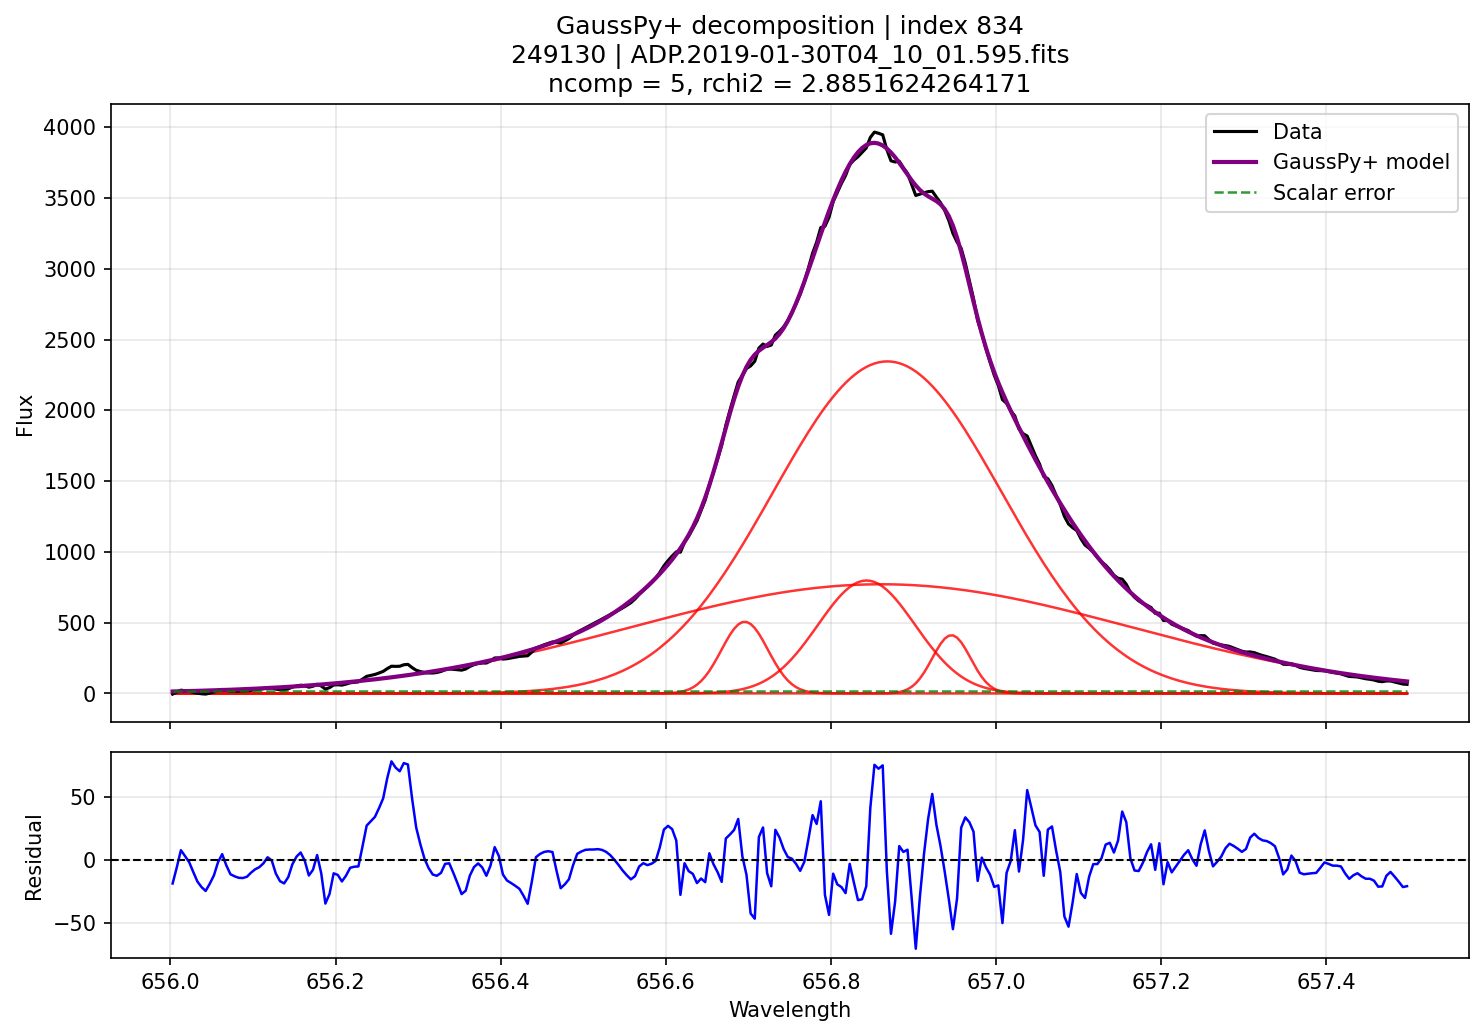 GaussPy+ decomposition | index 834
249130 | ADP.2019-01-30T04_10_01.595.fits
ncomp = 5, rchi2 = 2.8851624264171
Data
GaussPy+ model
Scalar error
4000
3500
3000
2500
2000
1500
1000
500
0
Flux
50
0
−50
Residual
656.0 656.2 656.4 656.6 656.8 657.0 657.2 657.4
Wavelength